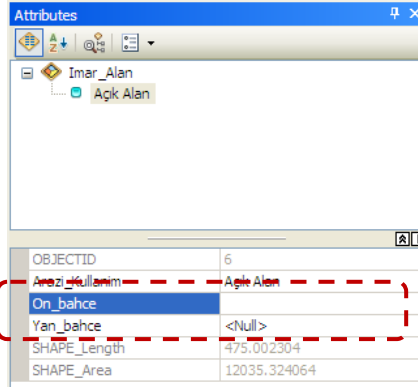 Attributes
Imar_Alan
Açık Alan
OBJECTID 6
Arazi_Kullanim Açık Alan
On_bahce
Yan_bahce <Null>
SHAPE_Length 475.002304
SHAPE_Area 12035.324064